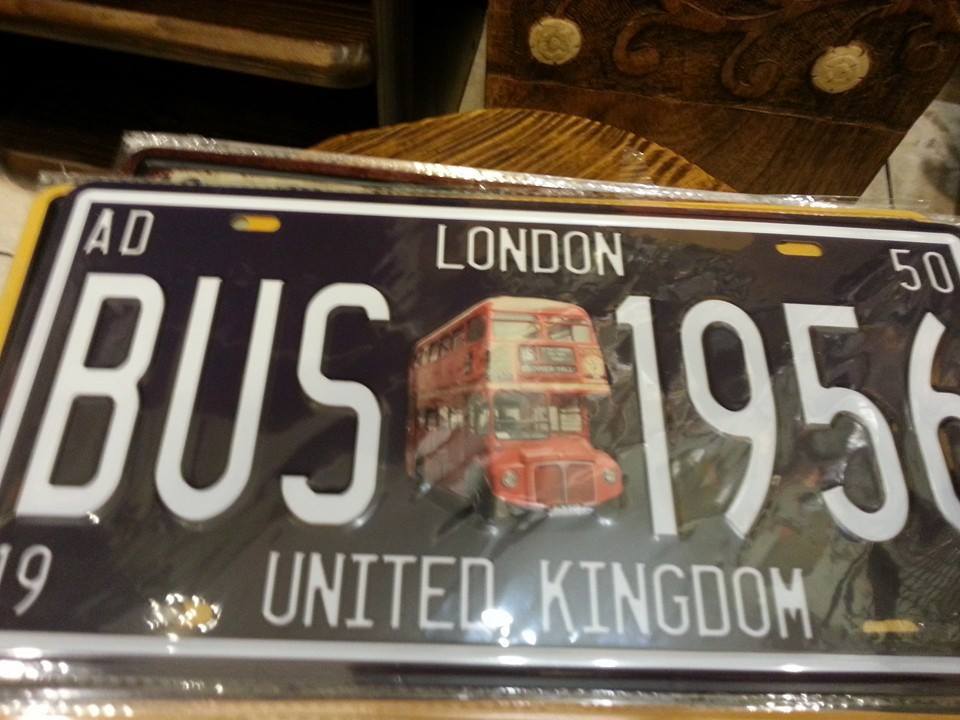 AD LONDON 50
BUS 1956
19 UNITED KINGDOM